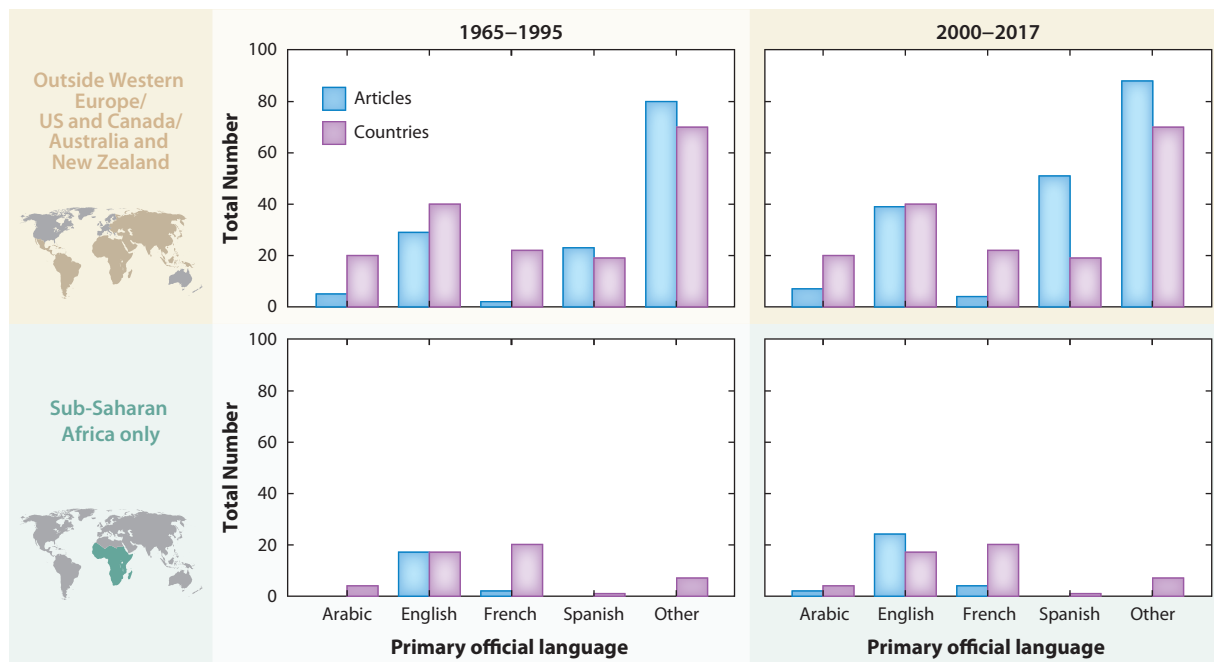 1965–1995
2000–2017
Outside Western
Europe/
US and Canada/
Australia and
New Zealand
Total Number
100
80
60
40
20
0
Articles
Countries
Sub-Saharan
Africa only
Total Number
100
80
60
40
20
0
Arabic English French Spanish Other
Arabic English French Spanish Other
Primary official language
Primary official language